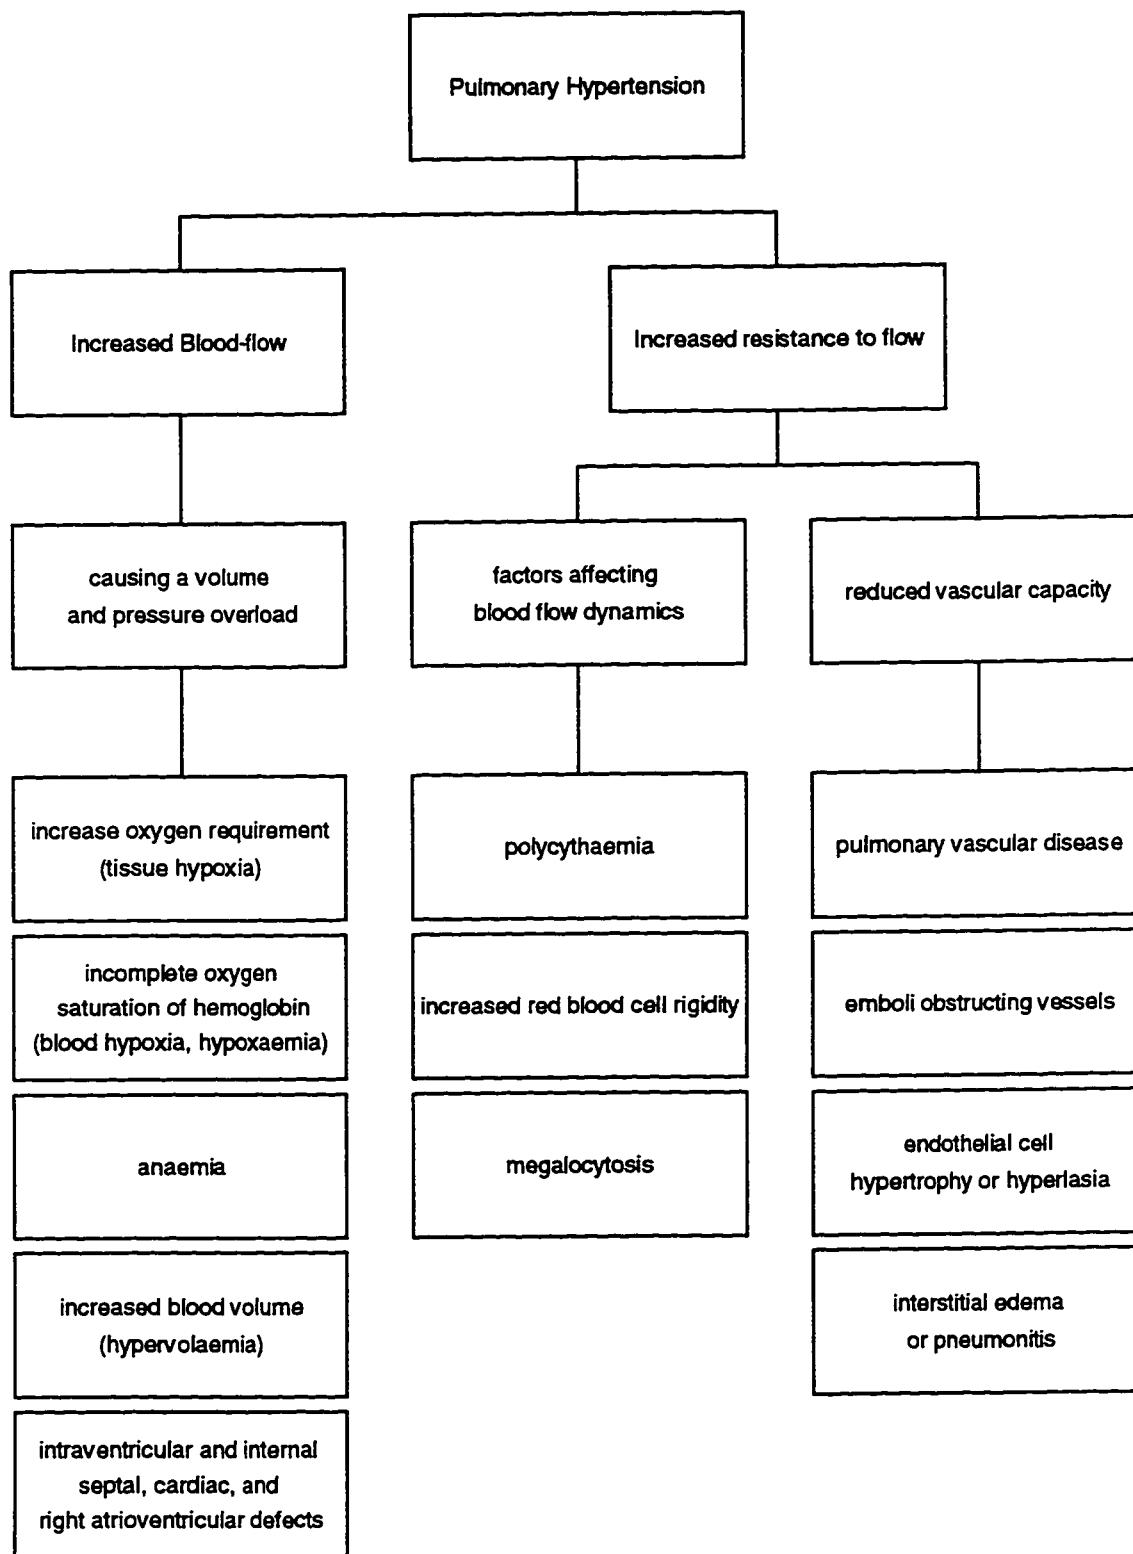 Pulmonary Hypertension
Increased Blood-flow
Increased resistance to flow
causing a volume
and pressure overload
factors affecting
blood flow dynamics
reduced vascular capacity
increase oxygen requirement
(tissue hypoxia)
incomplete oxygen
saturation of hemoglobin
(blood hypoxia, hypoxaemia)
anaemia
increased blood volume
(hypervolaemia)
intraventricular and internal
septal, cardiac, and
right atrioventricular defects
polycythaemia
increased red blood cell rigidity
megalocytosis
pulmonary vascular disease
emboli obstructing vessels
endothelial cell
hypertrophy or hyperlasia
interstitial edema
or pneumonitis